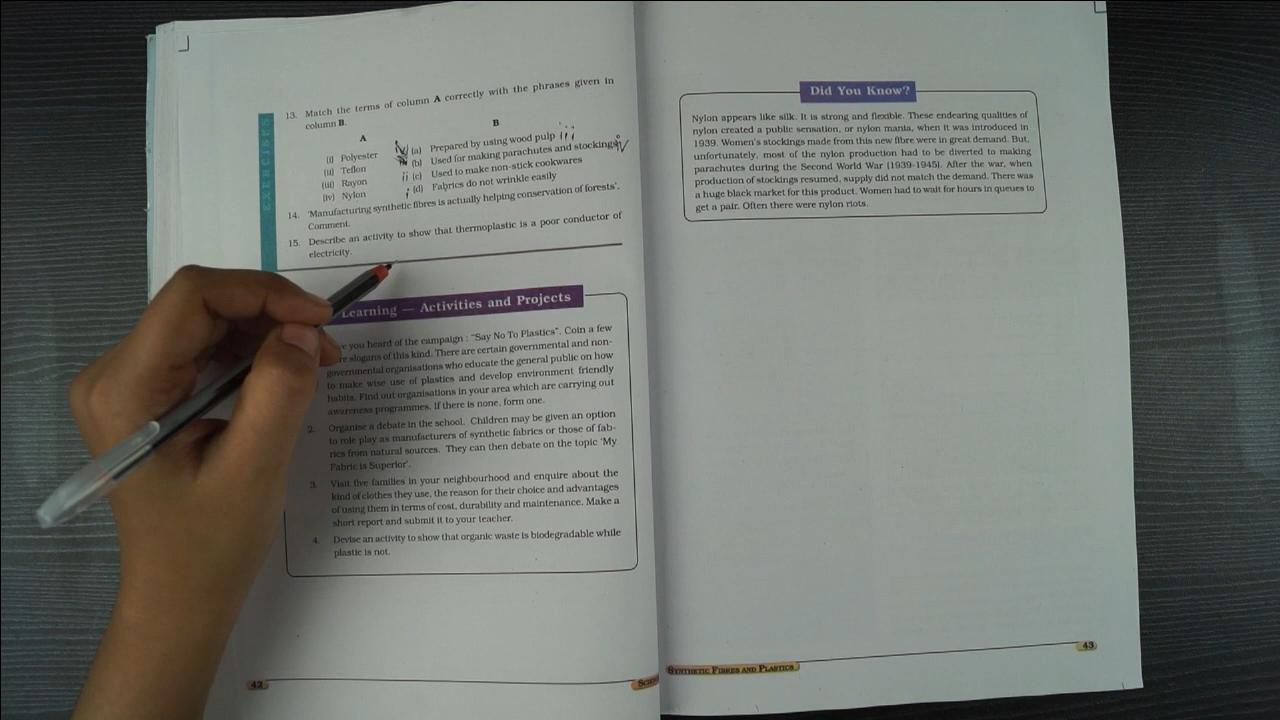 EXERCISES
13. Match the terms of column A correctly with the phrases given in
column B.
A
B
(i) Polyester
(a) Prepared by using wood pulp iii
(ii) Teflon
(b) Used for making parachutes and stockings iv
(iii) Rayon
ii (c) Used to make non-stick cookwares
(iv) Nylon
i (d) Fabrics do not wrinkle easily
14. 'Manufacturing synthetic fibres is actually helping conservation of forests'.
Comment.
15. Describe an activity to show that thermoplastic is a poor conductor of
electricity.
Learning — Activities and Projects
you heard of the campaign : "Say No To Plastics". Coin a few
slogans of this kind. There are certain governmental and non-
governmental organisations who educate the general public on how
to make wise use of plastics and develop environment friendly
habits. Find out organisations in your area which are carrying out
awareness programmes. If there is none, form one.
2. Organise a debate in the school. Children may be given an option
to role play as manufacturers of synthetic fabrics or those of fab-
rics from natural sources. They can then debate on the topic 'My
Fabric is Superior'.
3. Visit five families in your neighbourhood and enquire about the
kind of clothes they use, the reason for their choice and advantages
of using them in terms of cost, durability and maintenance. Make a
short report and submit it to your teacher.
4. Devise an activity to show that organic waste is biodegradable while
plastic is not.
42
Did You Know?
Nylon appears like silk. It is strong and flexible. These endearing qualities of
nylon created a public sensation, or nylon mania, when it was introduced in
1939. Women's stockings made from this new fibre were in great demand. But,
unfortunately, most of the nylon production had to be diverted to making
parachutes during the Second World War (1939-1945). After the war, when
production of stockings resumed, supply did not match the demand. There was
a huge black market for this product. Women had to wait for hours in queues to
get a pair. Often there were nylon riots.
SYNTHETIC FIBRES AND PLASTICS
43